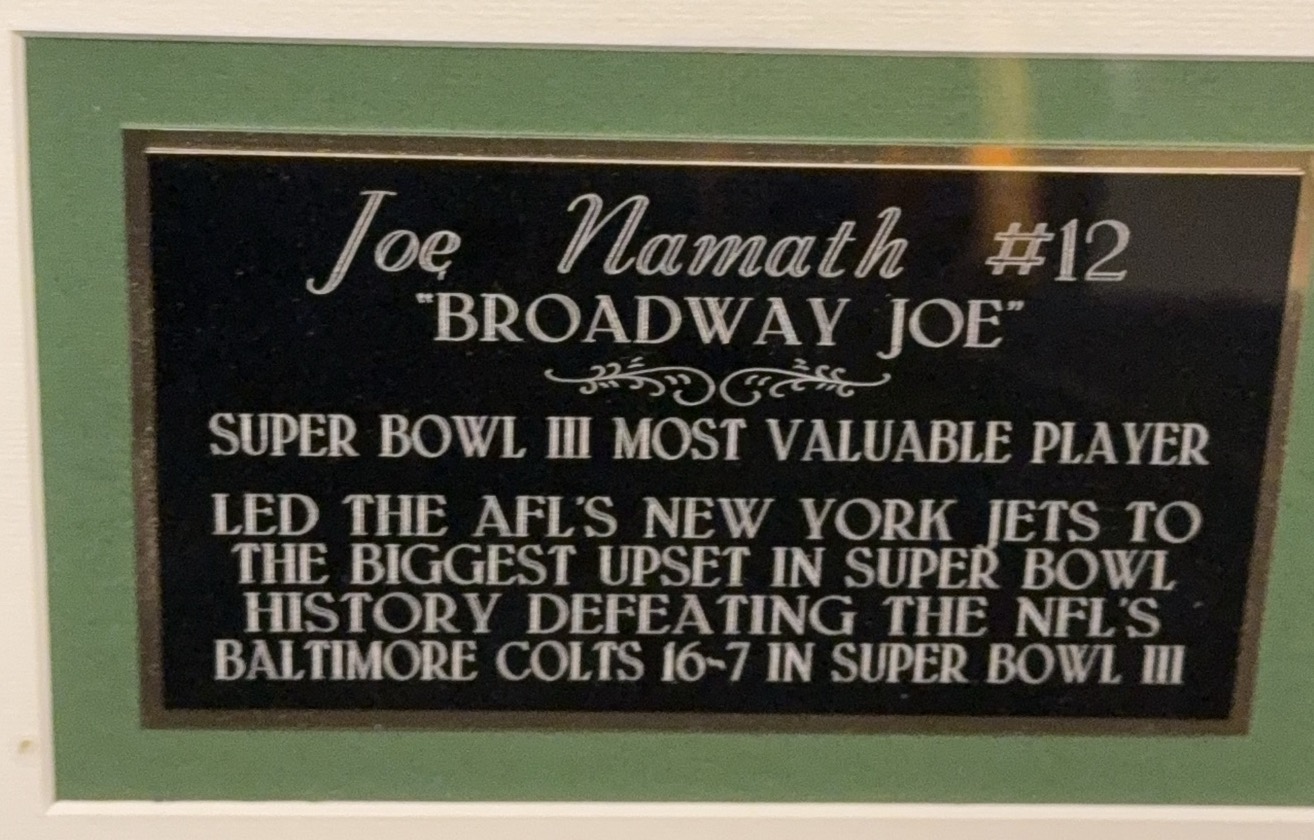 Joe Namath #12
"BROADWAY JOE"
SUPER BOWL III MOST VALUABLE PLAYER
LED THE AFL'S NEW YORK JETS TO
THE BIGGEST UPSET IN SUPER BOWL
HISTORY DEFEATING THE NFL'S
BALTIMORE COLTS 16-7 IN SUPER BOWL III